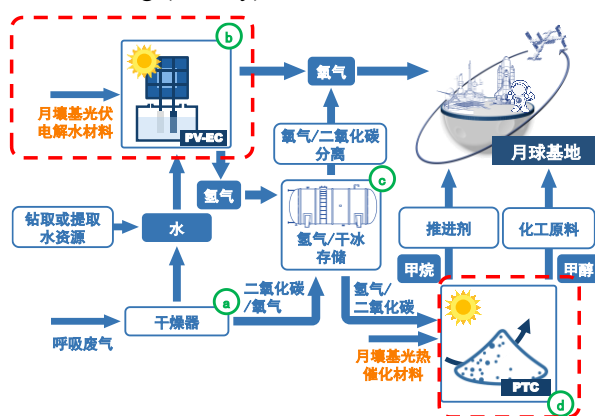 b
氧气
月壤基光伏
电解水材料
PV-EC
氧气/二氧化碳
分离
月球基地
c
氢气
钻取或提取
水资源
水
氢气/干冰
存储
推进剂
化工原料
甲烷
甲醇
a
二氧化碳
/氧气
氢气/
二氧化碳
干燥器
呼吸废气
月壤基光热
催化材料
PTC
d